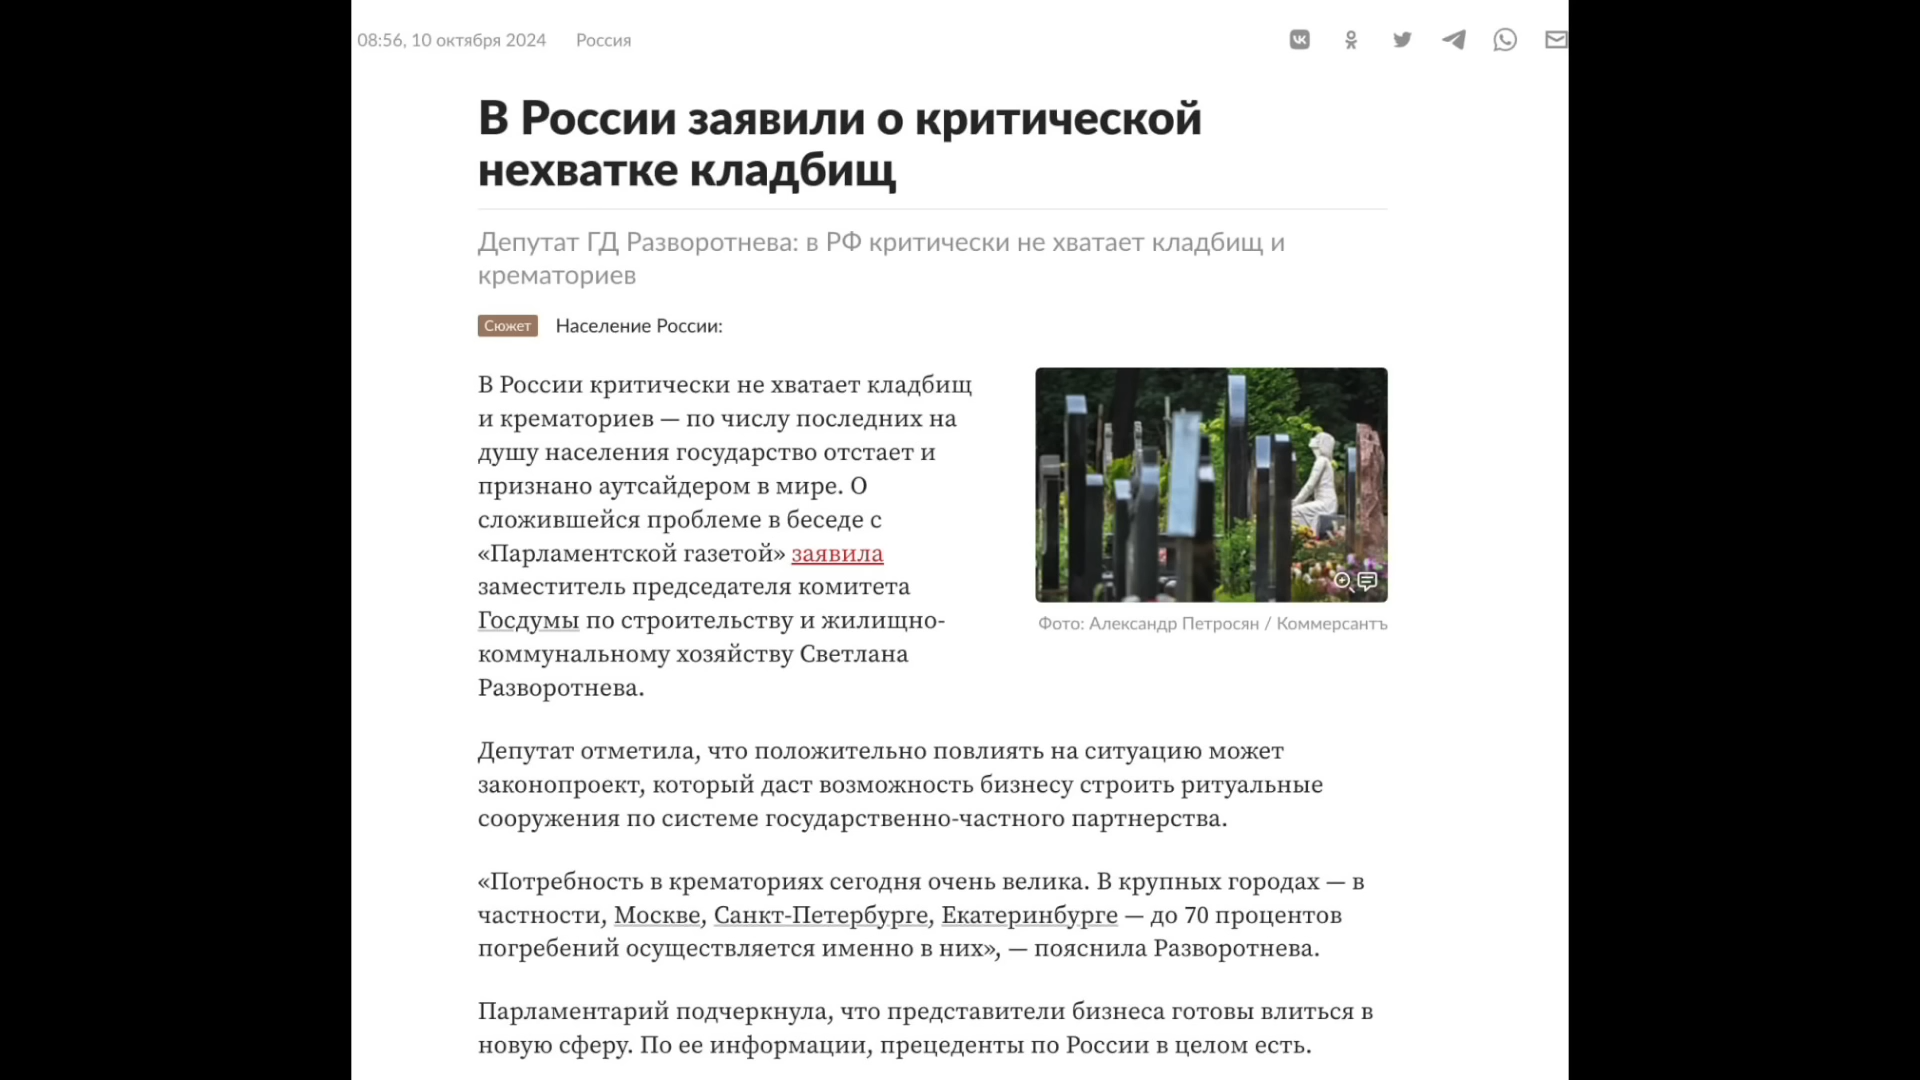 08:56, 10 октября 2024 Россия
В России заявили о критической
нехватке кладбищ
Депутат ГД Разворотнева: в РФ критически не хватает кладбищ и
крематориев
Сюжет Население России:
В России критически не хватает кладбищ
и крематориев — по числу последних на
душу населения государство отстает и
признано аутсайдером в мире. О
сложившейся проблеме в беседе с
«Парламентской газетой» заявила
заместитель председателя комитета
Госдумы по строительству и жилищно-
коммунальному хозяйству Светлана
Разворотнева.
Фото: Александр Петросян / Коммерсантъ
Депутат отметила, что положительно повлиять на ситуацию может
законопроект, который даст возможность бизнесу строить ритуальные
сооружения по системе государственно-частного партнерства.
«Потребность в крематориях сегодня очень велика. В крупных городах — в
частности, Москве, Санкт-Петербурге, Екатеринбурге — до 70 процентов
погребений осуществляется именно в них», — пояснила Разворотнева.
Парламентарий подчеркнула, что представители бизнеса готовы влиться в
новую сферу. По ее информации, прецеденты по России в целом есть.